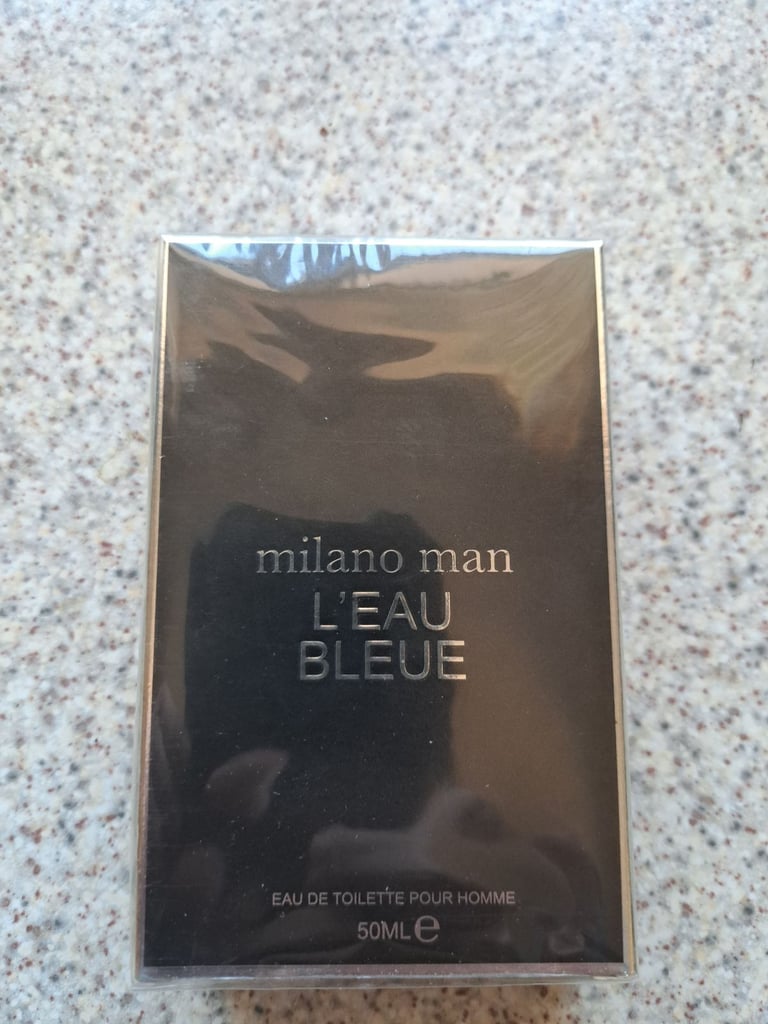 milano man
L'EAU
BLEUE
EAU DE TOILETTE POUR HOMME
50ML℮